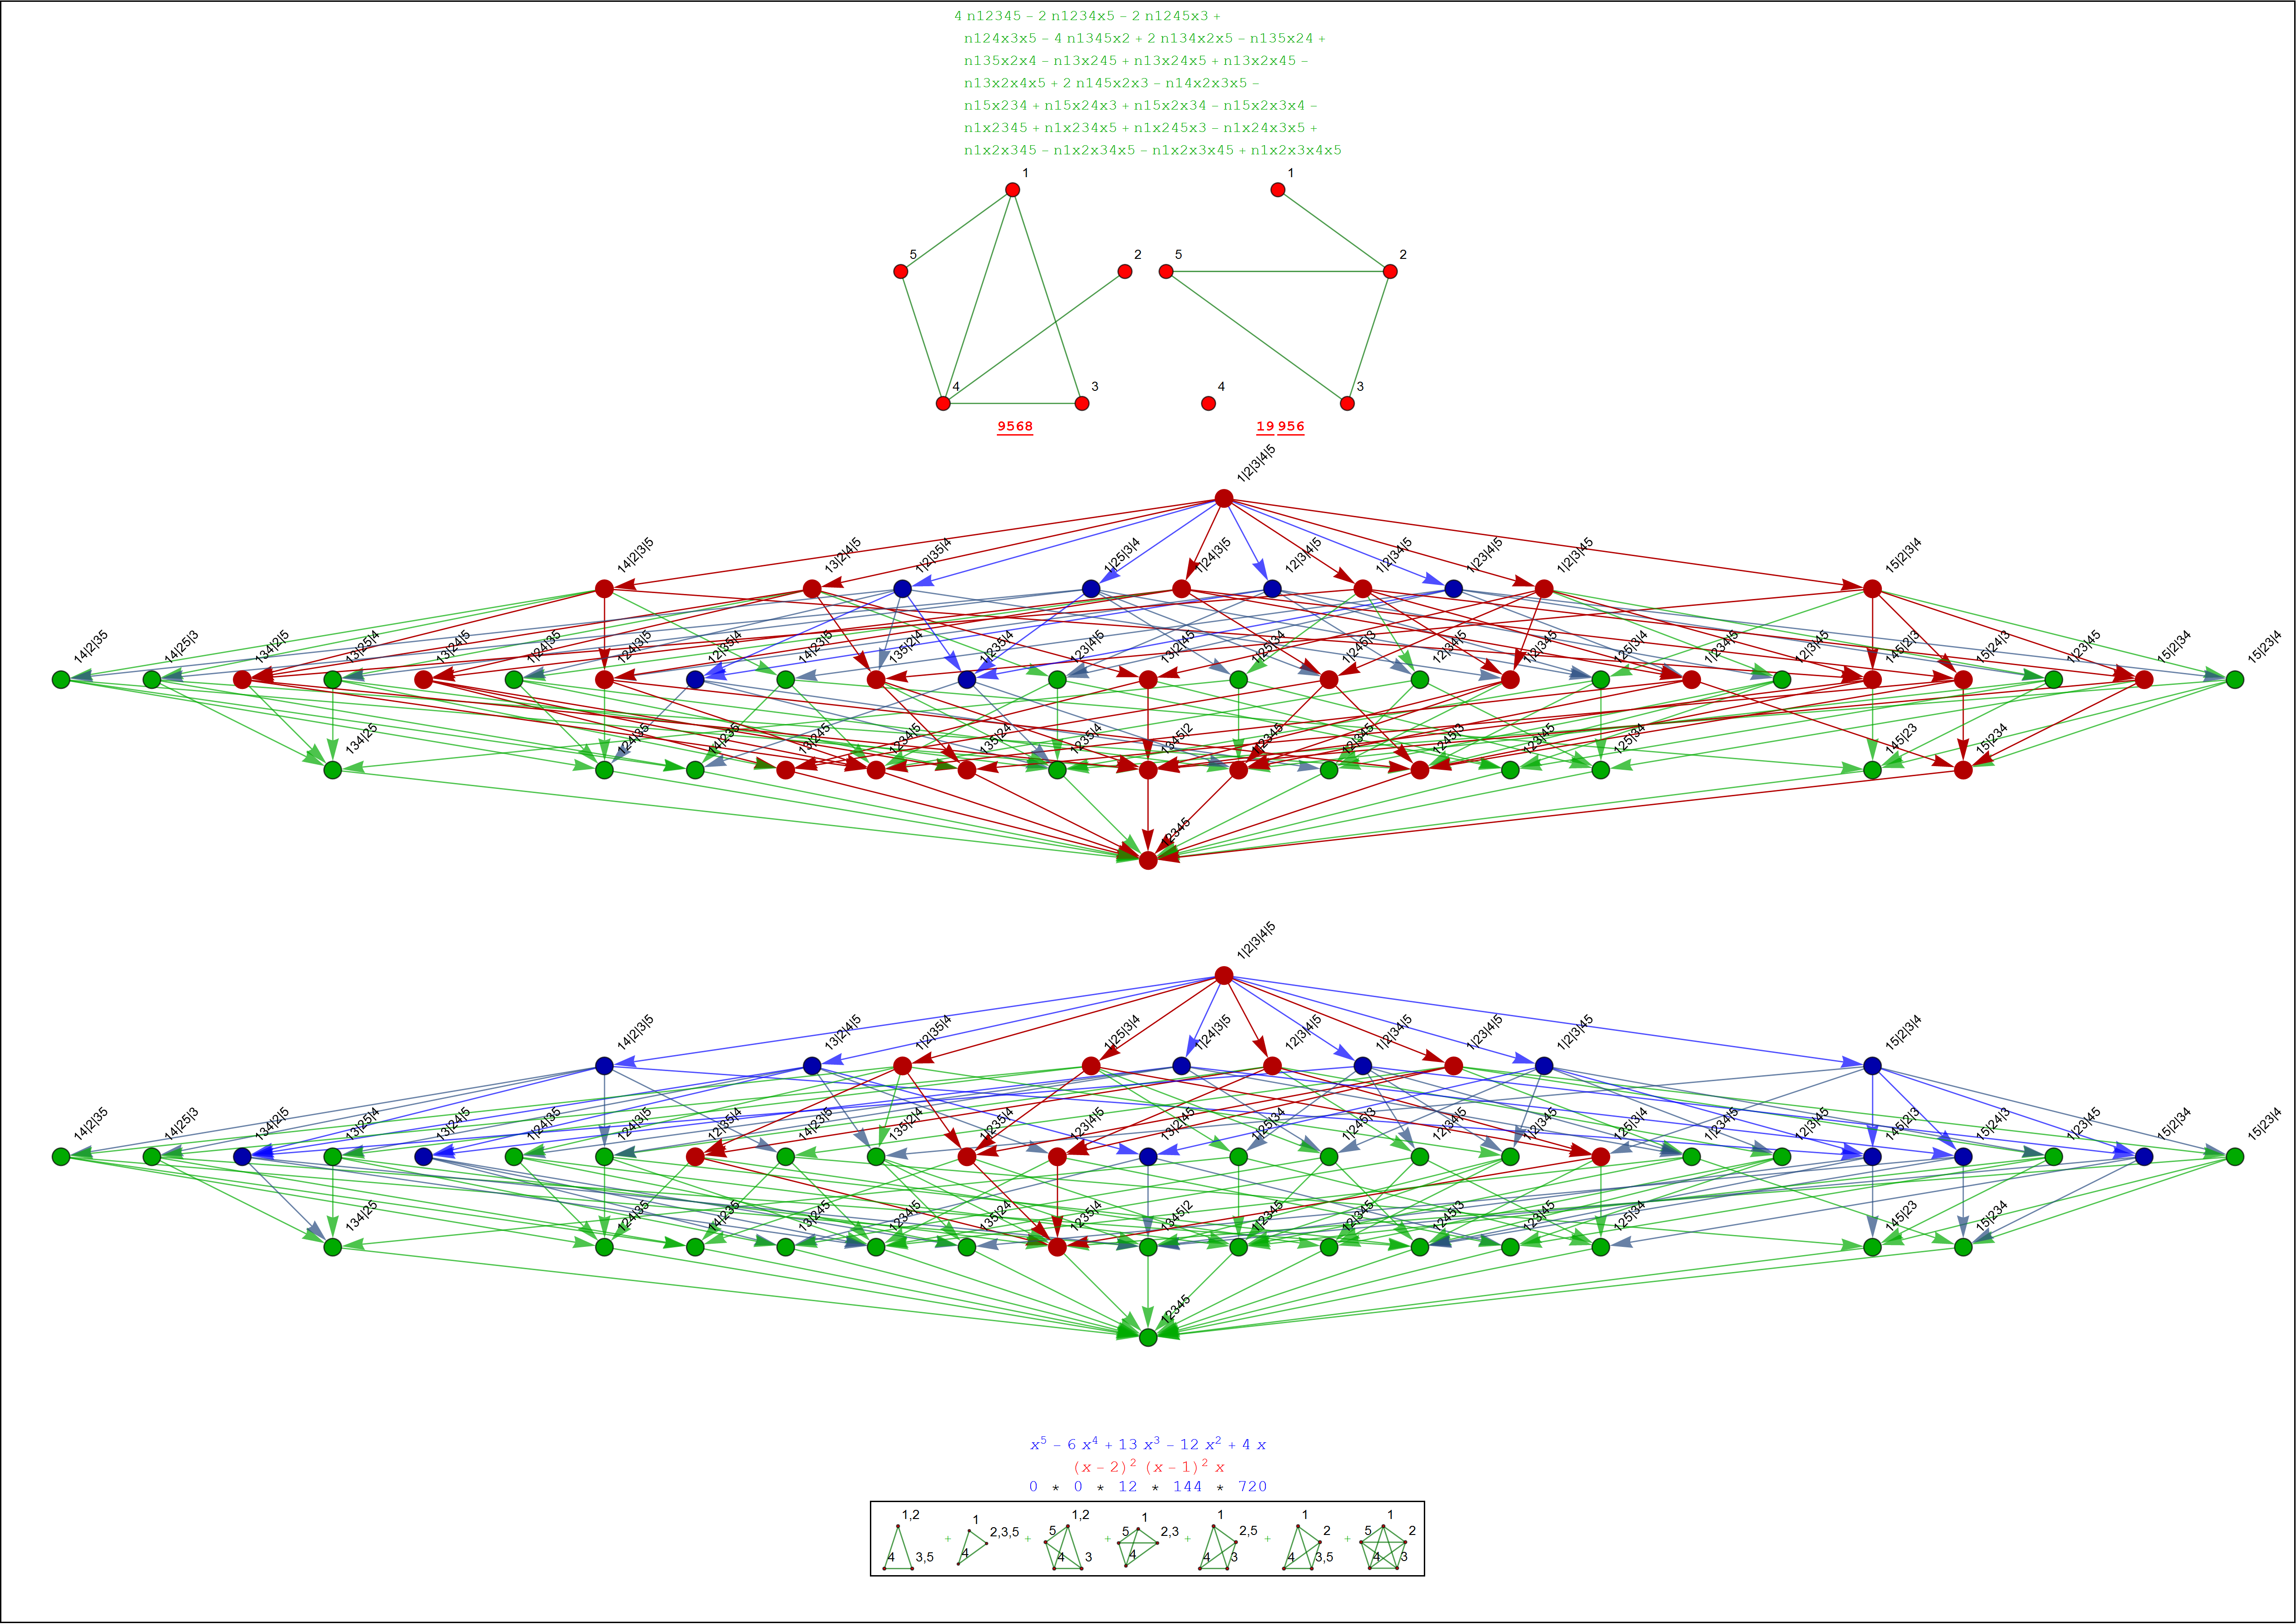 4 n12345 – 2 n1234x5 – 2 n1245x3 +
n124x3x5 – 4 n1345x2 + 2 n134x2x5 – n135x24 +
n135x2x4 – n13x245 + n13x24x5 + n13x2x45 –
n13x2x4x5 + 2 n145x2x3 – n14x2x3x5 –
n15x234 + n15x24x3 + n15x2x34 – n15x2x3x4 –
n1x2345 + n1x234x5 + n1x245x3 – n1x24x3x5 +
n1x2x345 – n1x2x34x5 – n1x2x3x45 + n1x2x3x4x5
1 1
5 2 5 2
4 3 4 3
9568 19 956
1|2|3|4|5
14|2|3|5 13|2|4|5 1|2|35|4 1|25|3|4 1|24|3|5 12|3|4|5 1|2|34|5 1|23|4|5 1|2|3|45 15|2|3|4
14|2|35 14|25|3 134|2|5 13|25|4 13|24|5 1|24|35 124|3|5 12|35|4 14|23|5 135|2|4 1|235|4 123|4|5 13|2|45 1|25|34 1|245|3 12|34|5 1|2|345 125|3|4 1|234|5 12|3|45 145|2|3 15|24|3 1|23|45 15|2|34 15|23|4
134|25 124|35 14|235 13|245 1234|5 135|24 1235|4 1345|2 1|2345 12|345 1245|3 123|45 125|34 145|23 15|234
12345
1|2|3|4|5
14|2|3|5 13|2|4|5 1|2|35|4 1|25|3|4 1|24|3|5 12|3|4|5 1|2|34|5 1|23|4|5 1|2|3|45 15|2|3|4
14|2|35 14|25|3 134|2|5 13|25|4 13|24|5 1|24|35 124|3|5 12|35|4 14|23|5 135|2|4 1|235|4 123|4|5 13|2|45 1|25|34 1|245|3 12|34|5 1|2|345 125|3|4 1|234|5 12|3|45 145|2|3 15|24|3 1|23|45 15|2|34 15|23|4
134|25 124|35 14|235 13|245 1234|5 135|24 1235|4 1345|2 1|2345 12|345 1245|3 123|45 125|34 145|23 15|234
12345
x⁵ – 6 x⁴ + 13 x³ – 12 x² + 4 x
(x – 2)² (x – 1)² x
0 * 0 * 12 * 144 * 720
1,2 1 1,2 1 1 1 1
2,3,5 5 5 2,3 2,5 2 5 2
+ + + + + +
4 3,5 4 4 3 4 4 3 4 3,5 4 3